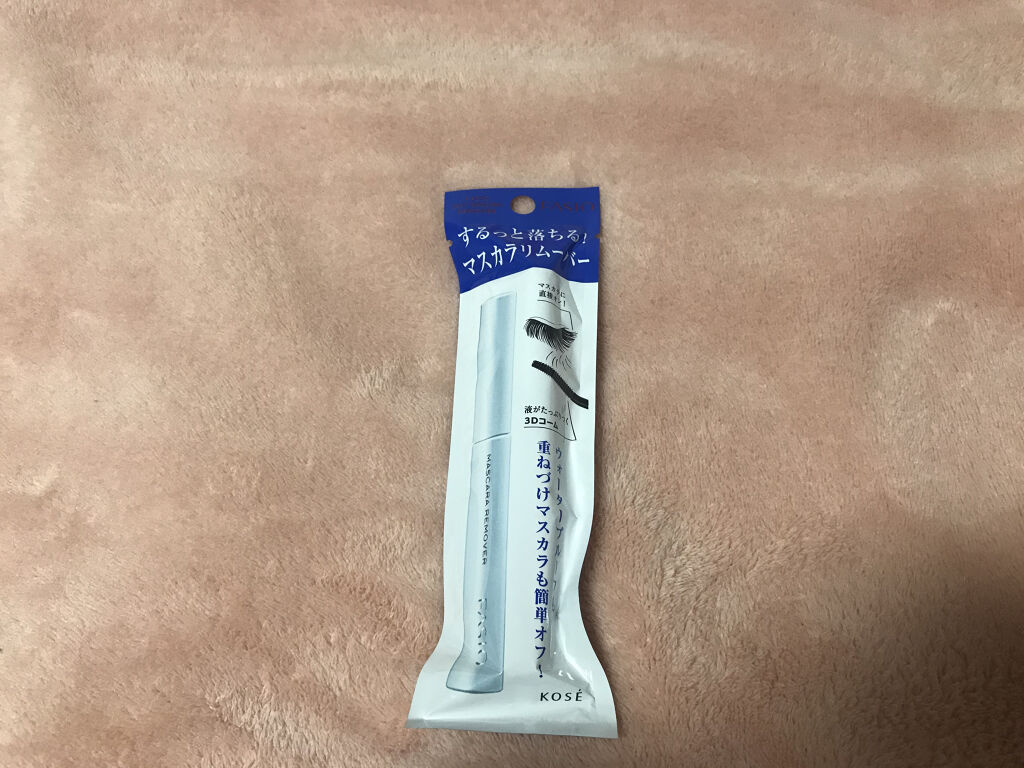 FASIO
するっと落ちる!
マスカラリムーバー
マスカラに
直接オン!
液がたっぷりつく
3Dコーム
ウォータープルーフも
重ねづけマスカラも簡単オフ!
MASCARA REMOVER
FASIO
KOSÉ